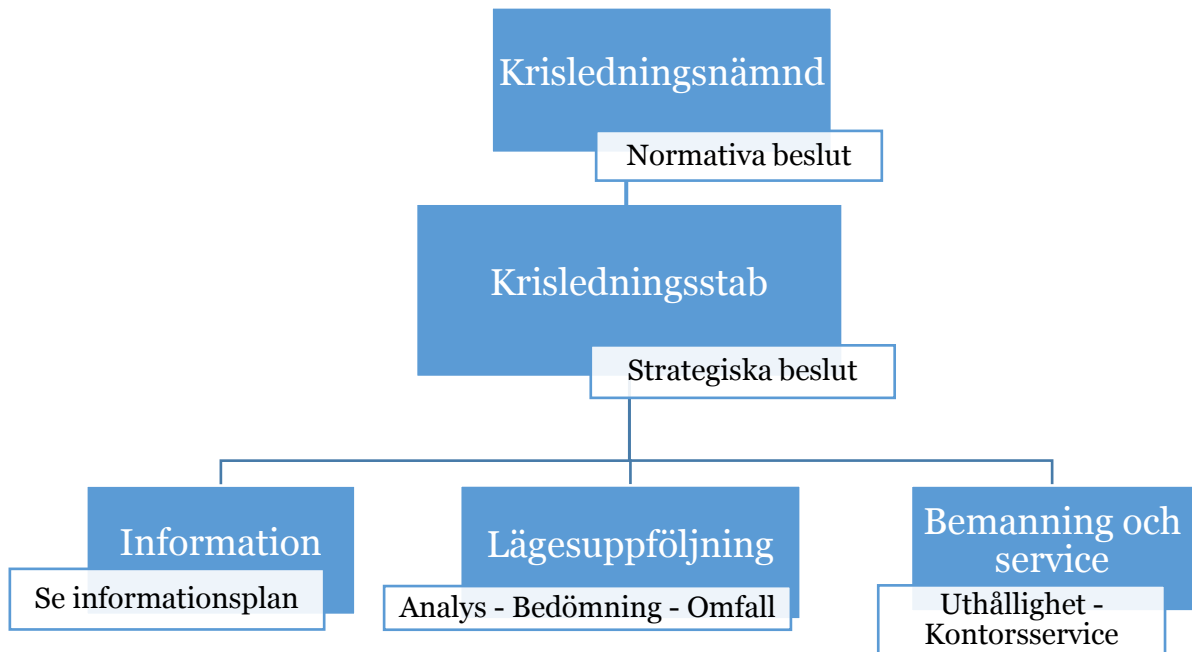 Krisledningsnämnd
Normativa beslut
Krisledningsstab
Strategiska beslut
Information
Se informationsplan
Lägesuppföljning
Analys - Bedömning - Omfall
Bemanning och
service
Uthållighet -
Kontorsservice